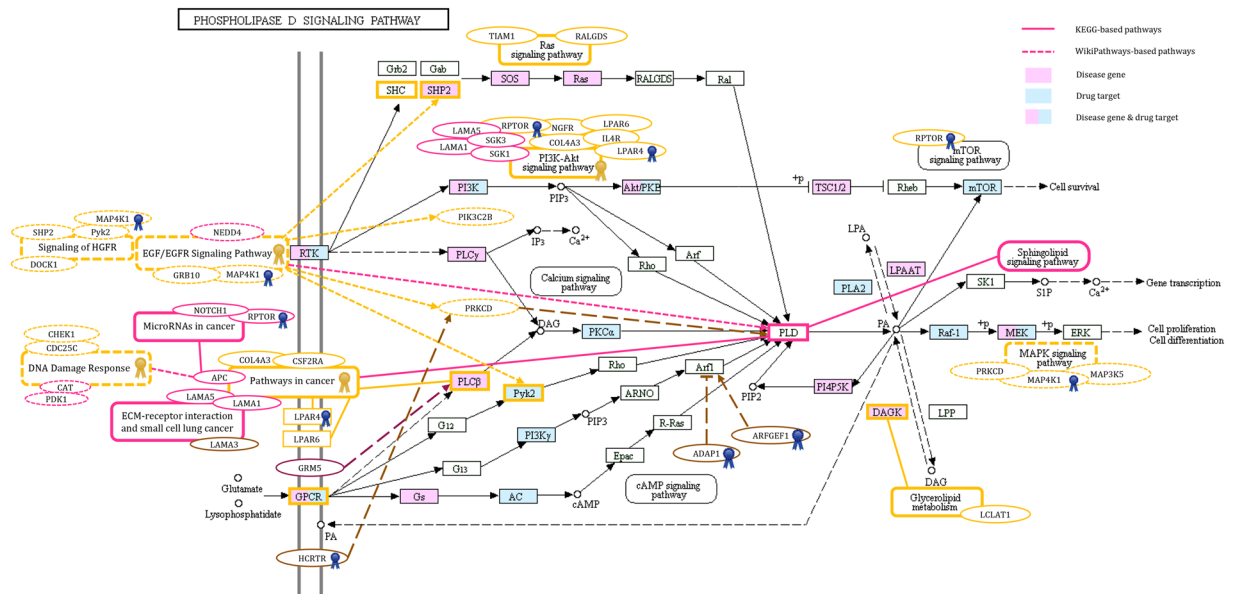 PHOSPHOLIPASE D SIGNALING PATHWAY
KEGG-based pathways
WikiPathways-based pathways
Disease gene
Drug target
Disease gene & drug target
TIAM1
RALGDS
Ras
signaling pathway
Grb2
Gab
SHC
SHP2
SOS
Ras
RALGDS
Ral
LAMA5
RPTOR
NGFR
LPAR6
SGK3
COL4A3
IL4R
LAMA1
SGK1
LPAR4
PI3K-Akt
signaling pathway
RPTOR
mTOR
signaling pathway
PI3K
PIP3
Akt/PKB
+p
TSC1/2
Rheb
mTOR
Cell survival
MAP4K1
SHP2
Pyk2
Signaling of HGFR
DOCK1
NEDD4
EGF/EGFR Signaling Pathway
GRB10
MAP4K1
PIK3C2B
RTK
PLCγ
IP3
Ca2+
Rho
Arf
Calcium signaling
pathway
LPA
LPAAT
PLA2
Sphingolipid
signaling pathway
SK1
S1P
Ca2+
Gene transcription
NOTCH1
RPTOR
MicroRNAs in cancer
PRKCD
DAG
PKCα
PLD
PA
Raf-1
+p
MEK
+p
ERK
Cell proliferation
Cell differentiation
CHEK1
CDC25C
DNA Damage Response
CAT
PDK1
APC
COL4A3
CSF2RA
Pathways in cancer
LAMA5
LAMA1
ECM-receptor interaction
and small cell lung cancer
LAMA3
LPAR4
LPAR6
PLCβ
Pyk2
Rho
Arf1
ARNO
PIP2
PI4P5K
MAPK signaling
pathway
PRKCD
MAP4K1
MAP3K5
DAGK
LPP
G12
PI3Kγ
PIP3
R-Ras
ARFGEF1
ADAP1
GRM5
G13
Epac
cAMP signaling
pathway
DAG
Glycerolipid
metabolism
LCLAT1
Glutamate
Lysophosphatidate
GPCR
Gs
AC
cAMP
PA
HCRTR